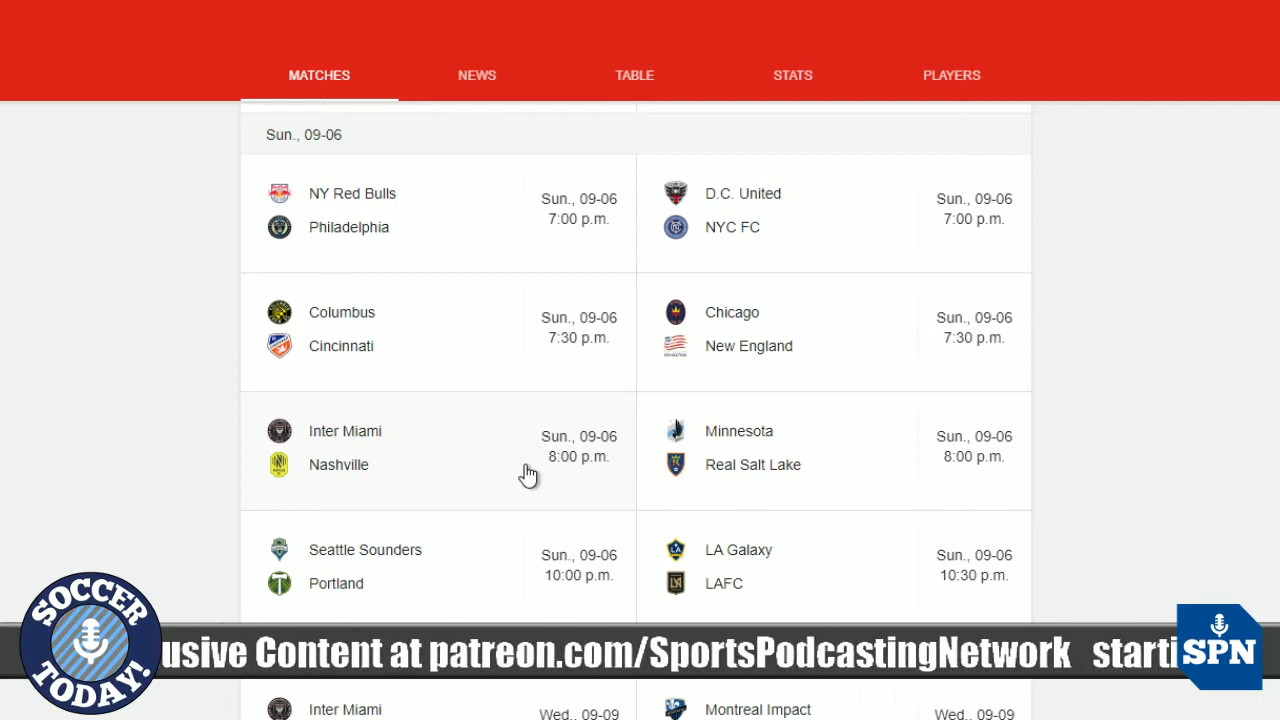 MATCHES
NEWS
TABLE
STATS
PLAYERS
Sun., 09-06
NY Red Bulls
Philadelphia
Sun., 09-06
7:00 p.m.
D.C. United
NYC FC
Sun., 09-06
7:00 p.m.
Columbus
Cincinnati
Sun., 09-06
7:30 p.m.
Chicago
New England
Sun., 09-06
7:30 p.m.
Inter Miami
Nashville
Sun., 09-06
8:00 p.m.
Minnesota
Real Salt Lake
Sun., 09-06
8:00 p.m.
Seattle Sounders
Portland
Sun., 09-06
10:00 p.m.
LA Galaxy
LAFC
Sun., 09-06
10:30 p.m.
SOCCER
TODAY!
usive Content at patreon.com/SportsPodcastingNetwork starti
SPN
Inter Miami
Wed., 09-09
Montreal Impact
Wed., 09-09